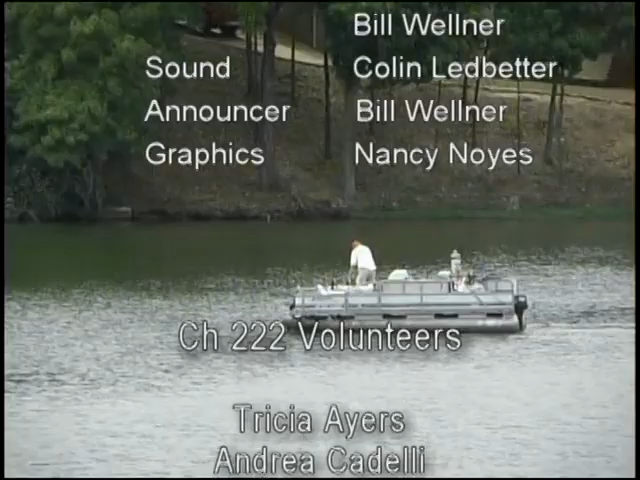 Bill Wellner
Sound Colin Ledbetter
Announcer Bill Wellner
Graphics Nancy Noyes
Ch 222 Volunteers
Tricia Ayers
Andrea Cadelli